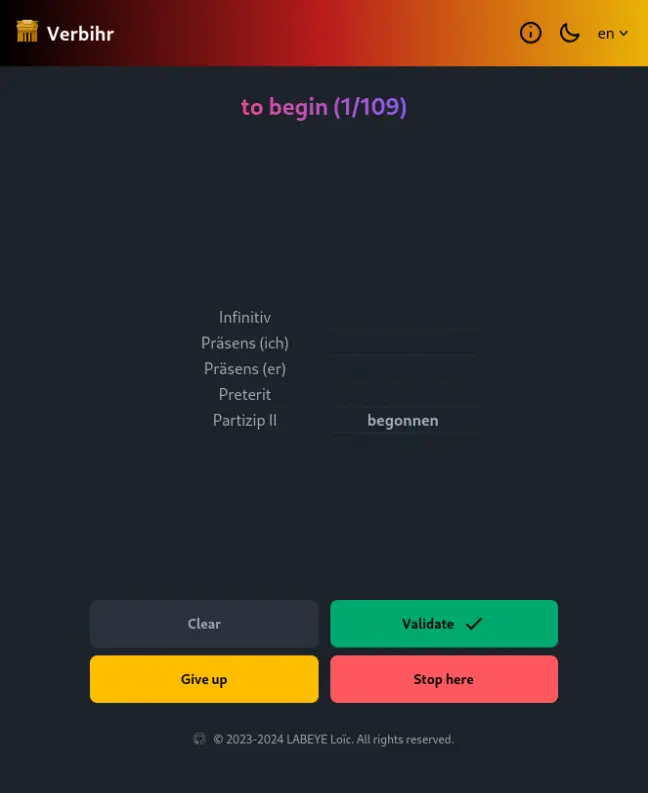 Verbihr
en
to begin (1/109)
Infinitiv
Präsens (ich)
Präsens (er)
Preterit
Partizip II begonnen
Clear
Validate
Give up
Stop here
© 2023-2024 LABEYE Loïc. All rights reserved.